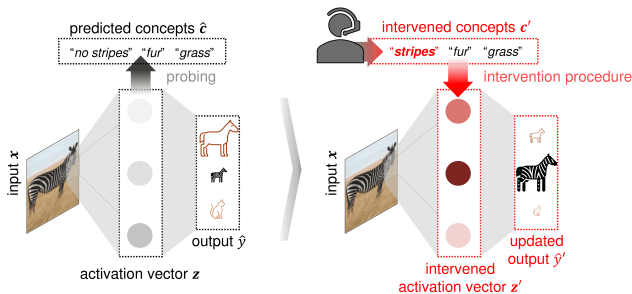 predicted concepts ĉ
"no stripes" "fur" "grass"
probing
input x
output ŷ
activation vector z
intervened concepts c′
"stripes" "fur" "grass"
intervention procedure
input x
updated
output ŷ′
intervened
activation vector z′